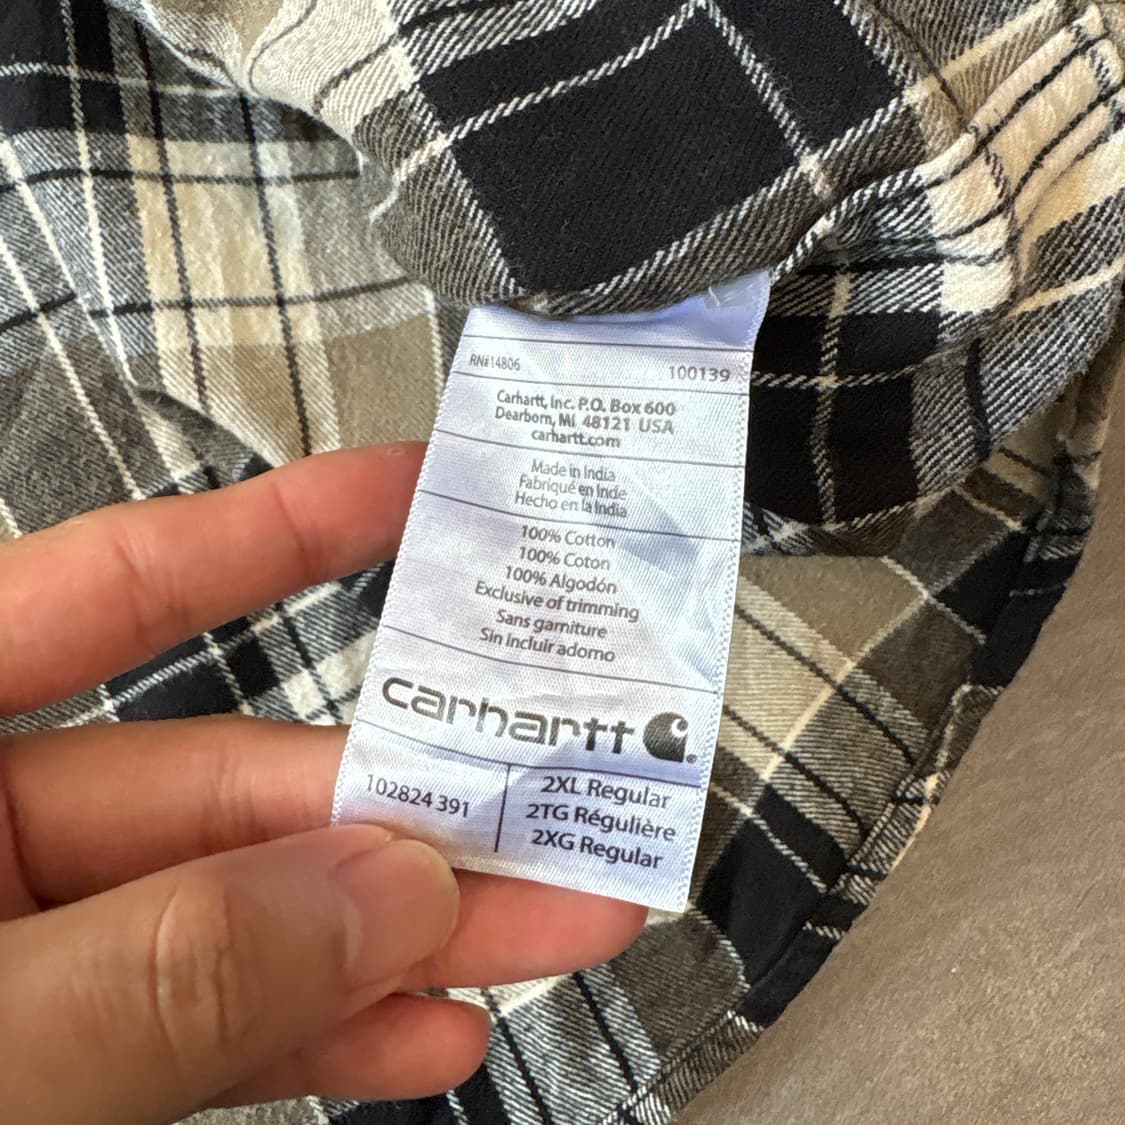 RN#14806 100139
Carhartt, Inc. P.O. Box 600
Dearborn, MI 48121 USA
carhartt.com
Made in India
Fabriqué en Inde
Hecho en la India
100% Cotton
100% Coton
100% Algodón
Exclusive of trimming
Sans garniture
Sin incluir adorno
carhartt
102824 391
2XL Regular
2TG Régulière
2XG Regular